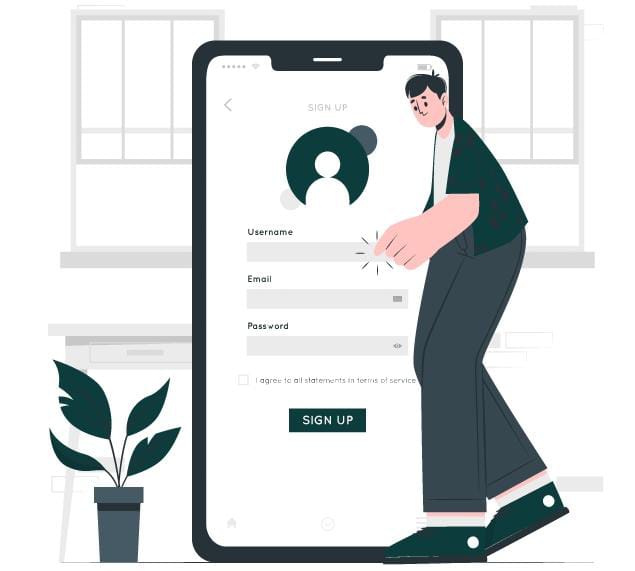 SIGN UP
Username
Email
Password
I agree to all statements in terms of service
SIGN UP